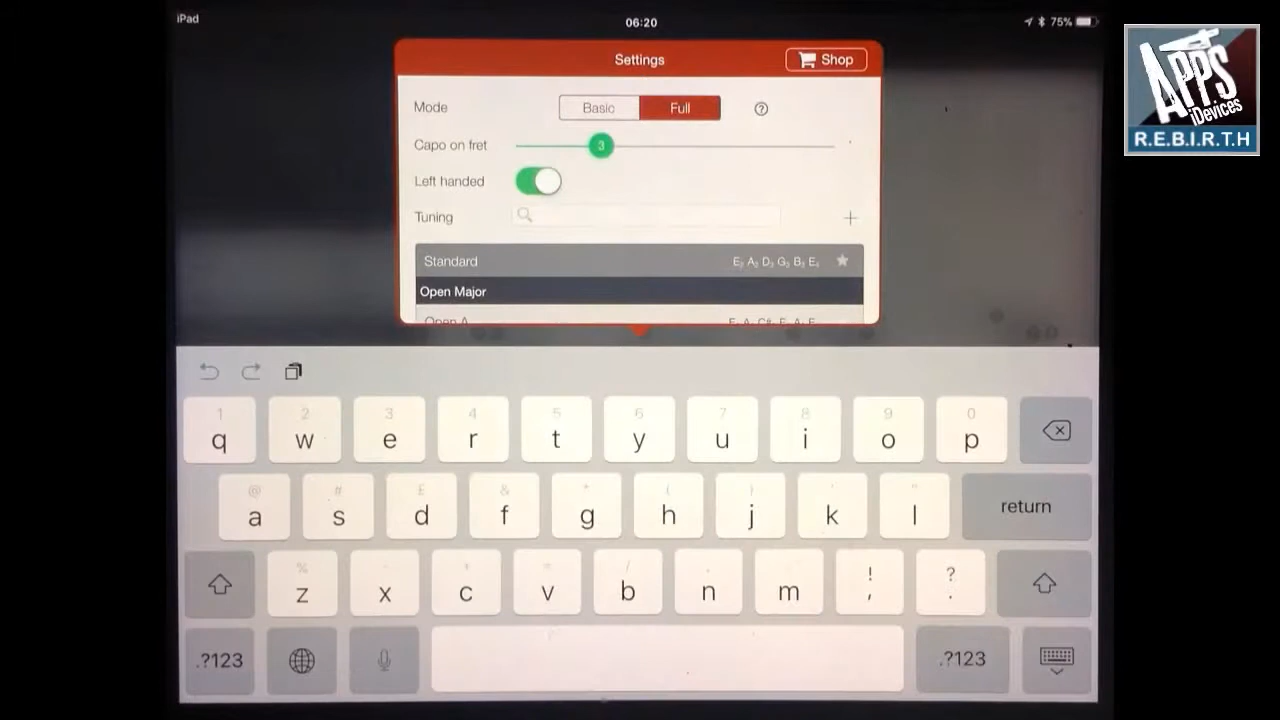 iPad
06:20
75%
Settings
Shop
Mode
Basic
Full
?
Capo on fret
3
Left handed
Tuning
+
Standard
E₂ A₂ D₃ G₃ B₃ E₄
Open Major
Open A
APPS
iDevices
R.E.B.I.R.T.H
1 2 3 4 5 6 7 8 9 0
q w e r t y u i o p
@ # £ & * ( ) ' "
a s d f g h j k l
return
% - + = /
z x c v b n m ! , ? .
.?123
.?123